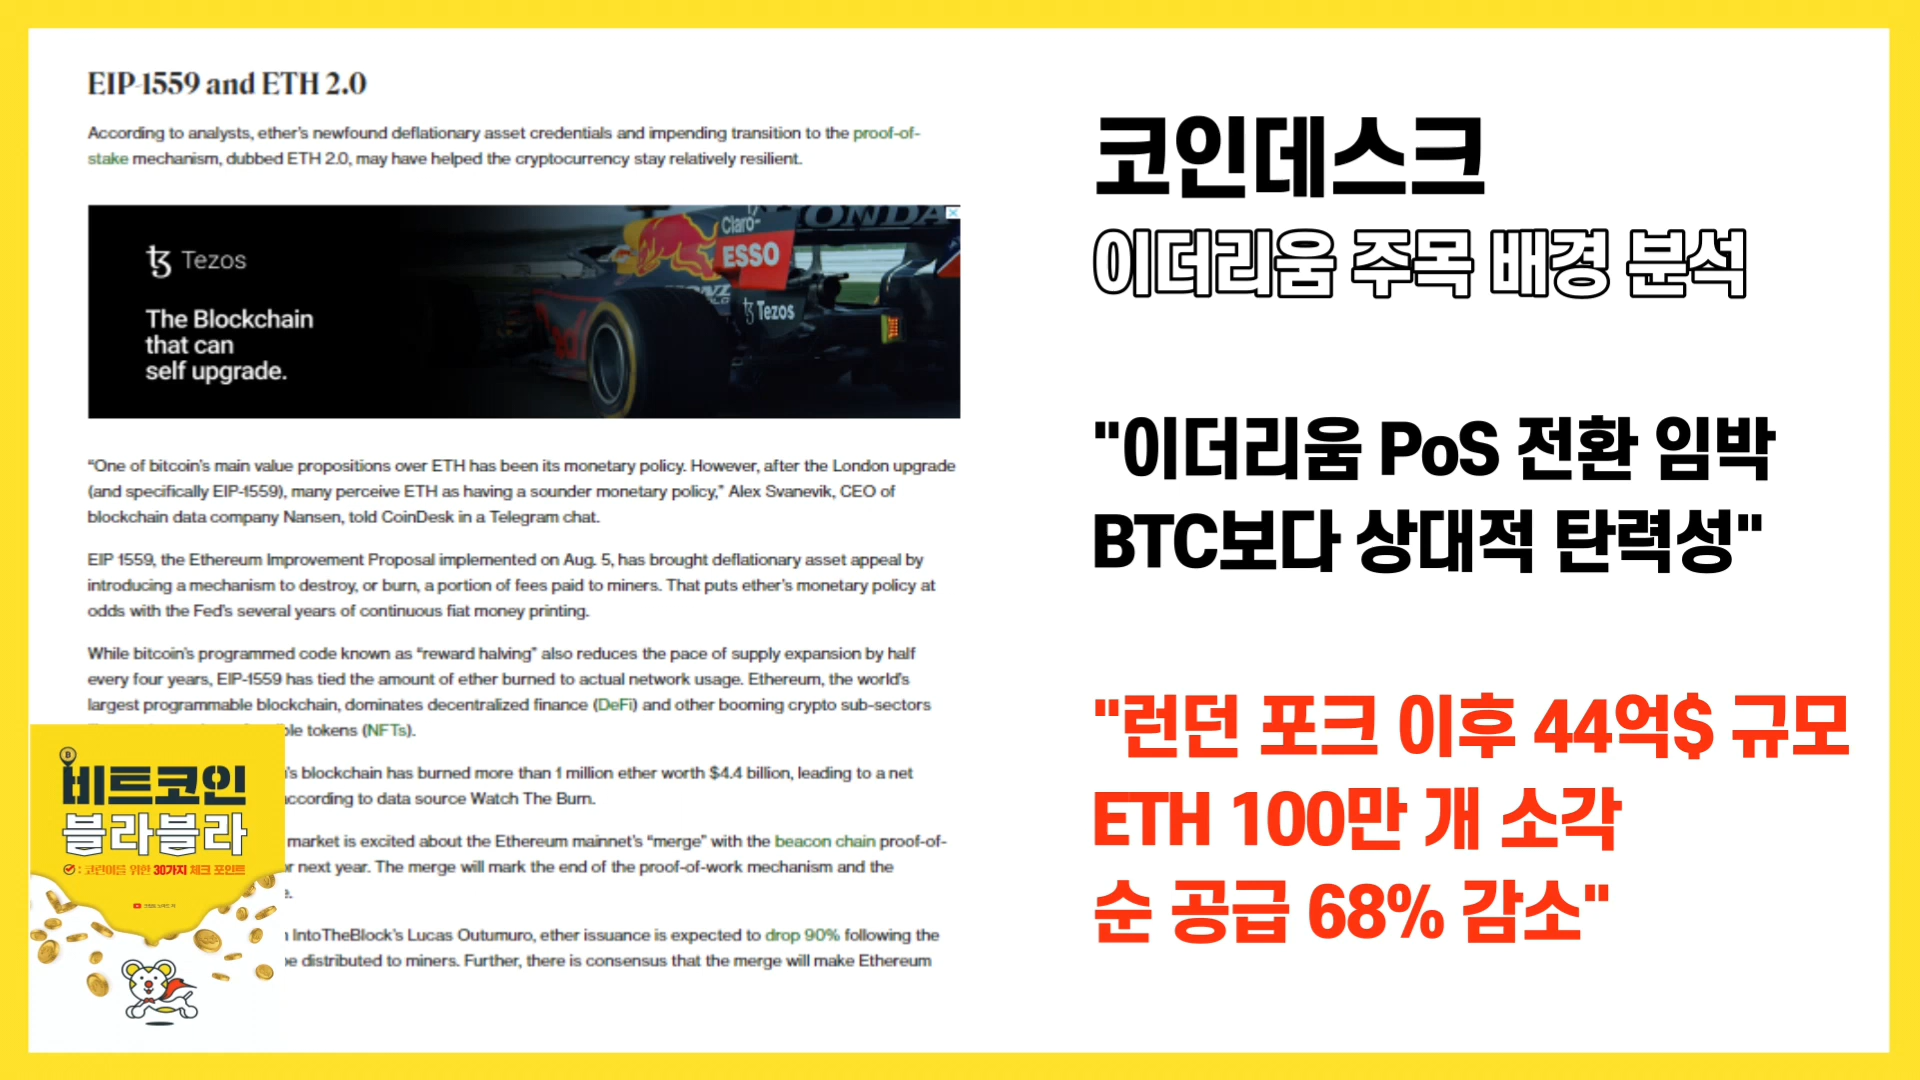 EIP-1559 and ETH 2.0
According to analysts, ether's newfound deflationary asset credentials and impending transition to the proof-of-
stake mechanism, dubbed ETH 2.0, may have helped the cryptocurrency stay relatively resilient.
Tezos
The Blockchain
that can
self upgrade.
Claro-
ONDA
ESSO
Tezos
“One of bitcoin's main value propositions over ETH has been its monetary policy. However, after the London upgrade
(and specifically EIP-1559), many perceive ETH as having a sounder monetary policy,” Alex Svanevik, CEO of
blockchain data company Nansen, told CoinDesk in a Telegram chat.
EIP 1559, the Ethereum Improvement Proposal implemented on Aug. 5, has brought deflationary asset appeal by
introducing a mechanism to destroy, or burn, a portion of fees paid to miners. That puts ether's monetary policy at
odds with the Fed's several years of continuous fiat money printing.
While bitcoin's programmed code known as “reward halving” also reduces the pace of supply expansion by half
every four years, EIP-1559 has tied the amount of ether burned to actual network usage. Ethereum, the world's
largest programmable blockchain, dominates decentralized finance (DeFi) and other booming crypto sub-sectors
ble tokens (NFTs).
's blockchain has burned more than 1 million ether worth $4.4 billion, leading to a net
according to data source Watch The Burn.
market is excited about the Ethereum mainnet's “merge” with the beacon chain proof-of-
or next year. The merge will mark the end of the proof-of-work mechanism and the
e.
IntoTheBlock's Lucas Outumuro, ether issuance is expected to drop 90% following the
be distributed to miners. Further, there is consensus that the merge will make Ethereum
비트코인
블라블라
: 코린이를 위한 30가지 체크 포인트
코인데스크
이더리움 주목 배경 분석
"이더리움 PoS 전환 임박
BTC보다 상대적 탄력성"
"런던 포크 이후 44억$ 규모
ETH 100만 개 소각
순 공급 68% 감소"